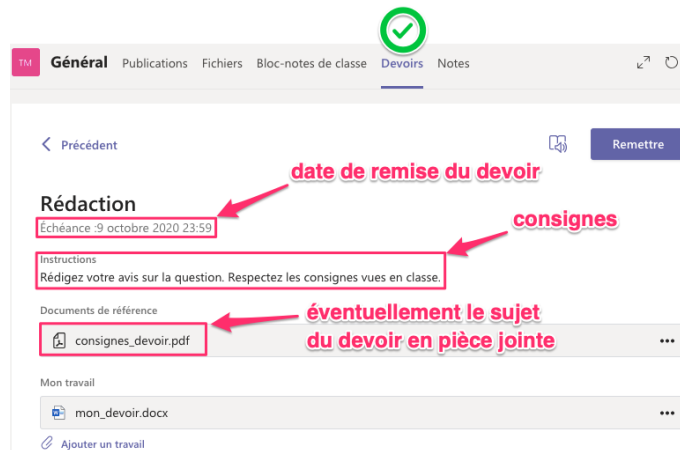 TM Général Publications Fichiers Bloc-notes de classe Devoirs Notes
Précédent
Remettre
date de remise du devoir
Rédaction
Échéance :9 octobre 2020 23:59
consignes
Instructions
Rédigez votre avis sur la question. Respectez les consignes vues en classe.
Documents de référence
éventuellement le sujet
du devoir en pièce jointe
consignes_devoir.pdf
Mon travail
mon_devoir.docx
Ajouter un travail